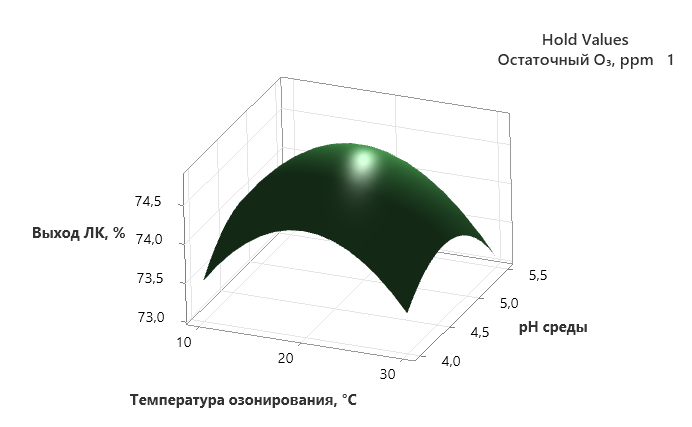 Hold Values
Остаточный O₃, ppm 1
74,5
Выход ЛК, %
74,0
73,5
73,0
5,5
5,0
pH среды
4,5
4,0
10
20
30
Температура озонирования, °C